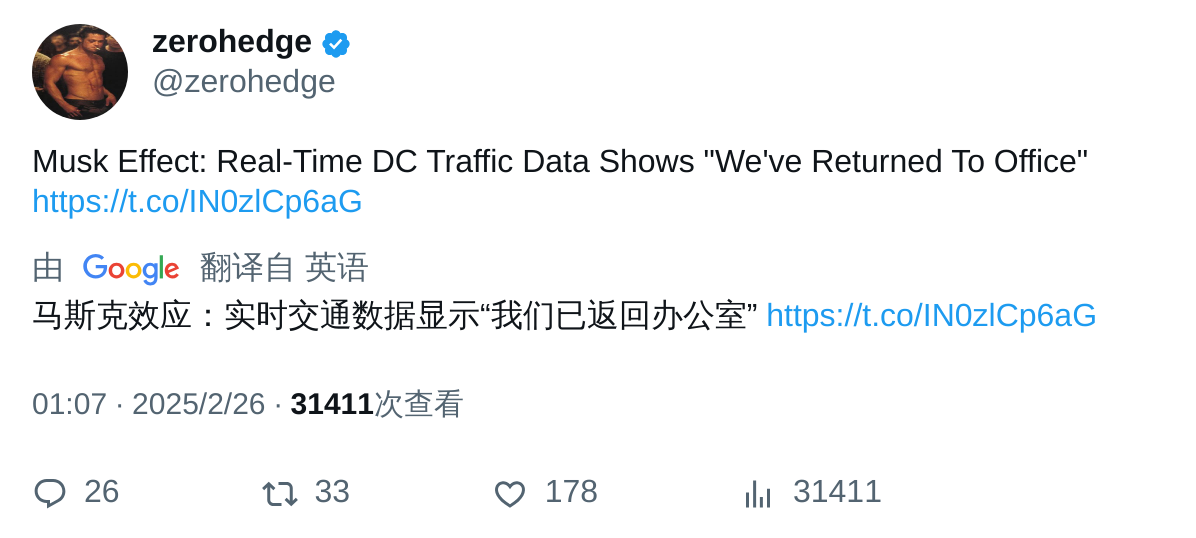 zerohedge
@zerohedge
Musk Effect: Real-Time DC Traffic Data Shows "We've Returned To Office"
https://t.co/IN0zlCp6aG
由 Google 翻译自 英语
马斯克效应：实时交通数据显示“我们已返回办公室” https://t.co/IN0zlCp6aG
01:07 · 2025/2/26 · 31411次查看
26 33 178 31411